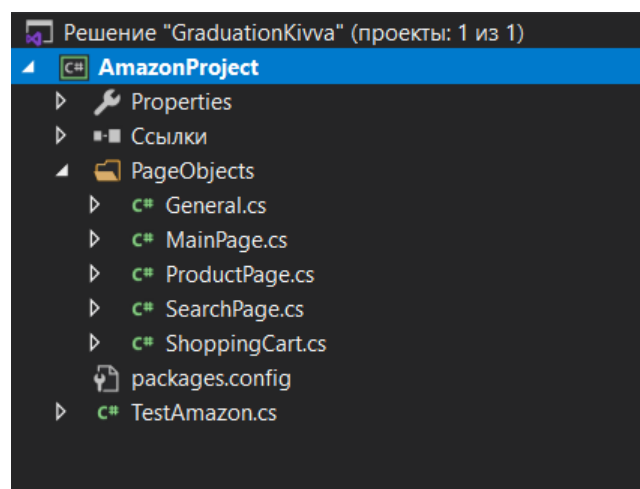 Решение "GraduationKivva" (проекты: 1 из 1)
C# AmazonProject
Properties
Ссылки
PageObjects
C# General.cs
C# MainPage.cs
C# ProductPage.cs
C# SearchPage.cs
C# ShoppingCart.cs
packages.config
C# TestAmazon.cs